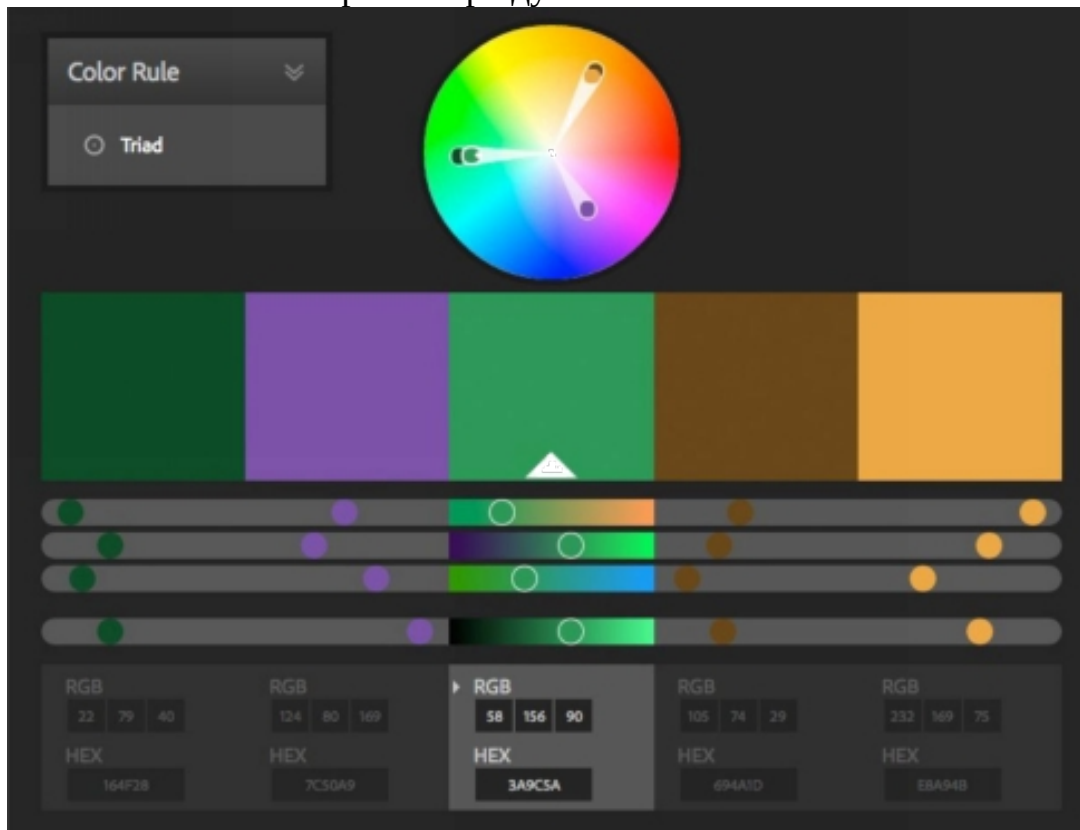 Color Rule
Triad
RGB RGB RGB RGB RGB
22 79 40 124 80 169 58 156 90 105 74 29 232 169 75
HEX HEX HEX HEX HEX
164F28 7C50A9 3A9C5A 694A1D E8A94B